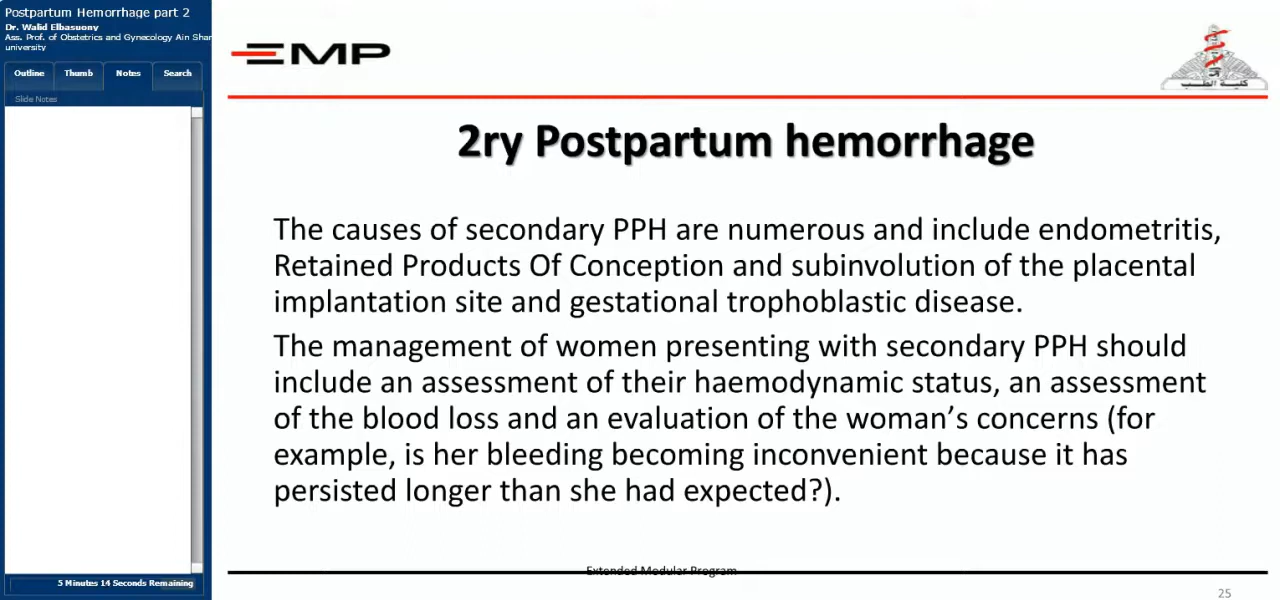 Postpartum Hemorrhage part 2
Dr. Walid Elbasuony
Ass. Prof. of Obstetrics and Gynecology Ain Shar
university
Outline
Thumb
Notes
Search
Slide Notes
EMP
كلية الطب
2ry Postpartum hemorrhage
The causes of secondary PPH are numerous and include endometritis,
Retained Products Of Conception and subinvolution of the placental
implantation site and gestational trophoblastic disease.
The management of women presenting with secondary PPH should
include an assessment of their haemodynamic status, an assessment
of the blood loss and an evaluation of the woman’s concerns (for
example, is her bleeding becoming inconvenient because it has
persisted longer than she had expected?).
Extended Modular Program
5 Minutes 14 Seconds Remaining
25